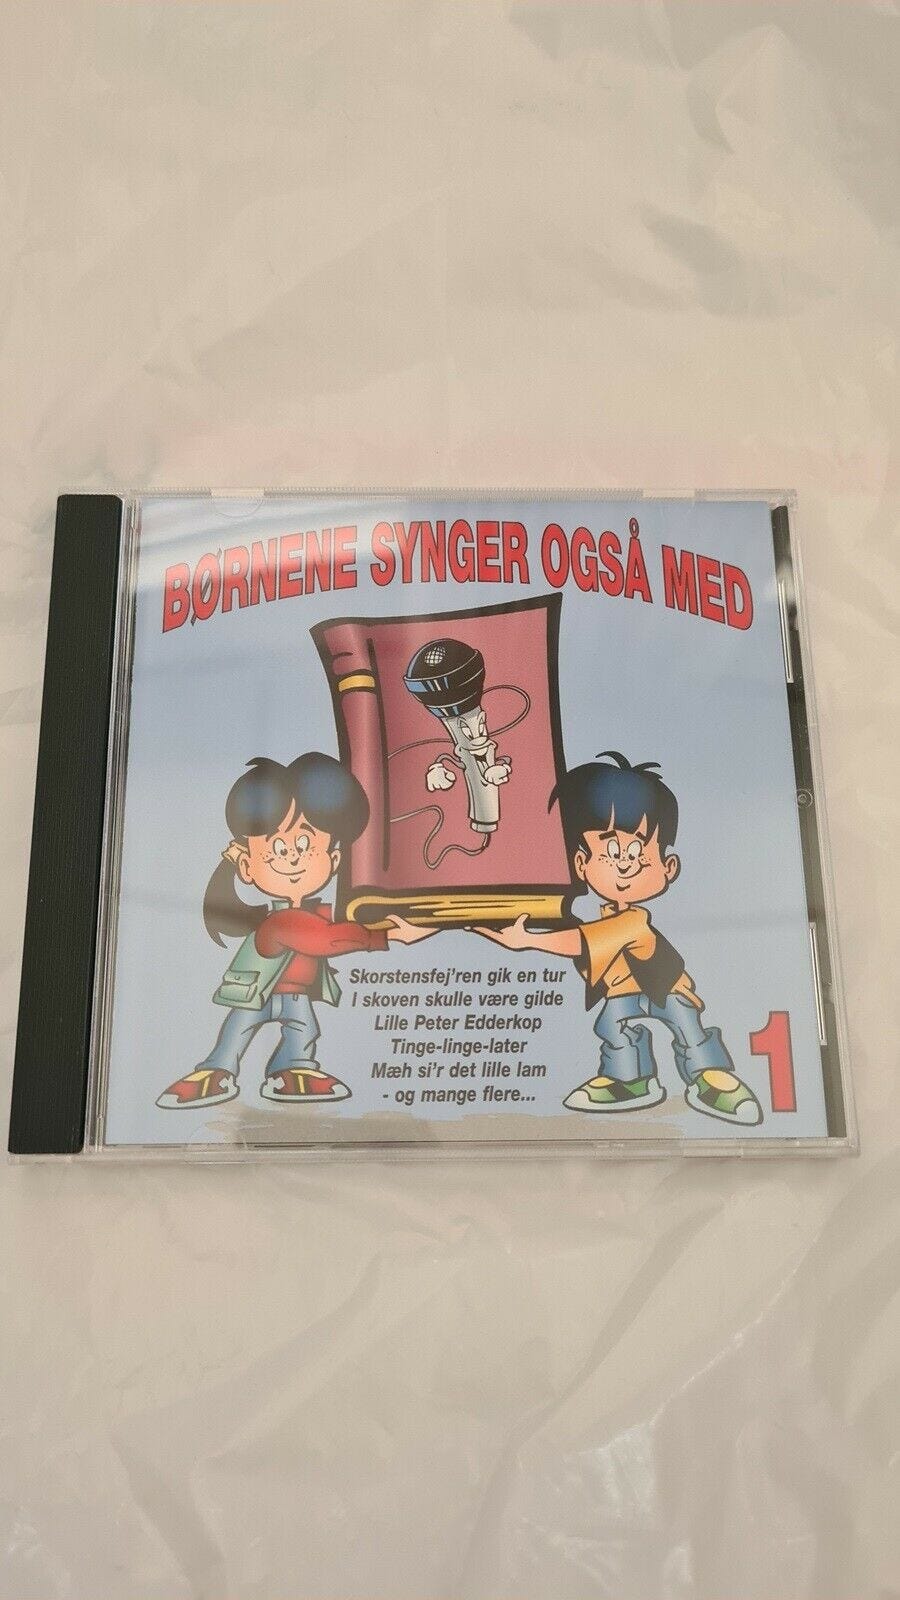 BØRNENE SYNGER OGSÅ MED
Skorstensfej'ren gik en tur
I skoven skulle være gilde
Lille Peter Edderkop
Tinge-linge-later
Mæh si'r det lille lam
- og mange flere...
1